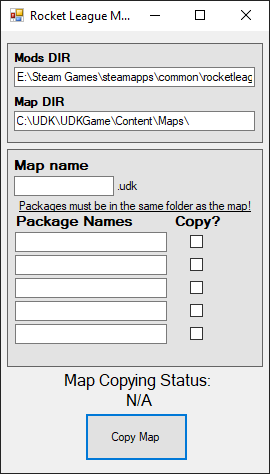 Rocket League M...
Mods DIR
E:\Steam Games\steamapps\common\rocketleag
Map DIR
C:\UDK\UDKGame\Content\Maps\
Map name
.udk
Packages must be in the same folder as the map!
Package Names Copy?
Map Copying Status:
N/A
Copy Map